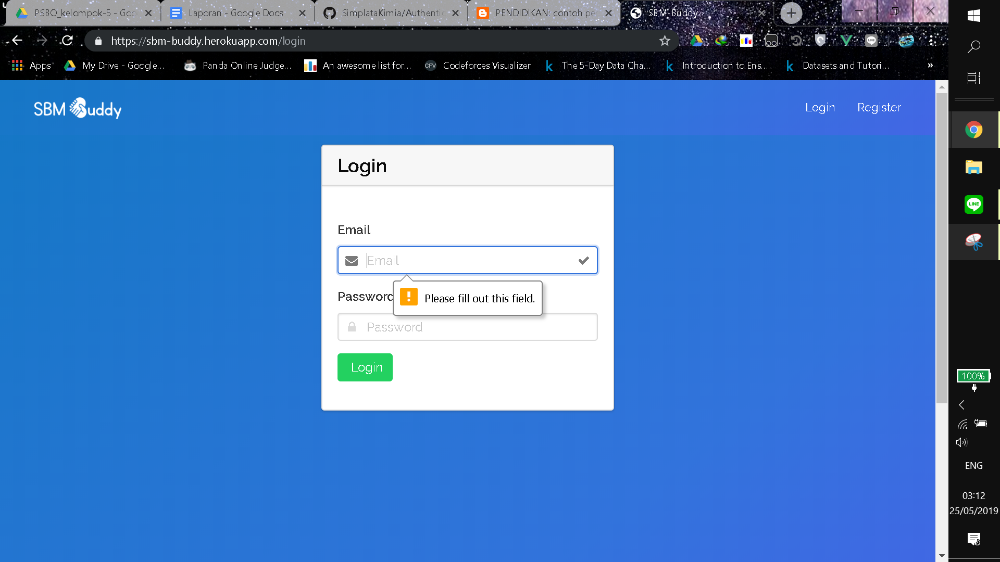 PSBO_kelompok-5 - Goo
Laporan - Google Docs
SimplataKimia/Authentic
PENDIDIKAN: contoh pe
SBM-Buddy
https://sbm-buddy.herokuapp.com/login
Apps
My Drive - Google...
Panda Online Judge...
An awesome list for...
CFV
Codeforces Visualizer
The 5-Day Data Cha...
Introduction to Ens...
Datasets and Tutori...
»
SBM Buddy
Login
Register
Login
Email
Email
Password
Please fill out this field.
Password
Login
LINE
100%
ENG
03:12
25/05/2019